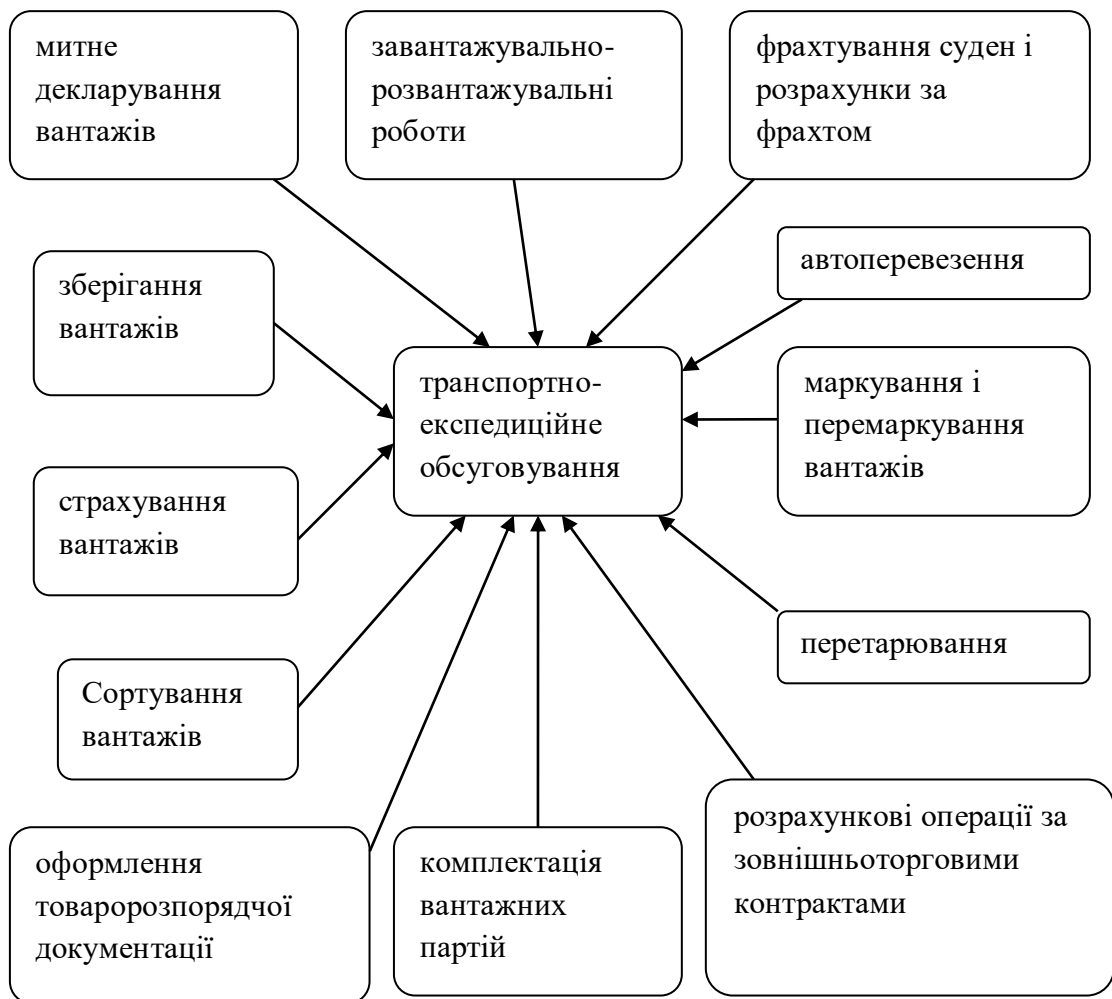 митне
декларування
вантажів
завантажувально-
розвантажувальні
роботи
фрахтування суден і
розрахунки за
фрахтом
зберігання
вантажів
автоперевезення
транспортно-
експедиційне
обсуговування
маркування і
перемаркування
вантажів
страхування
вантажів
перетарювання
Сортування
вантажів
оформлення
товаророзпорядчої
документації
комплектація
вантажних
партій
розрахункові операції за
зовнішньоторговими
контрактами